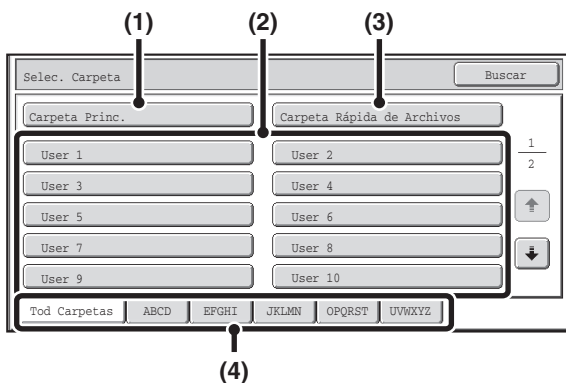 (1) (2) (3)
Selec. Carpeta Buscar
Carpeta Princ. Carpeta Rápida de Archivos
User 1 User 2
1
2
User 3 User 4
User 5 User 6
User 7 User 8
User 9 User 10
Tod Carpetas ABCD EFGHI JKLMN OPQRST UVWXYZ
(4)